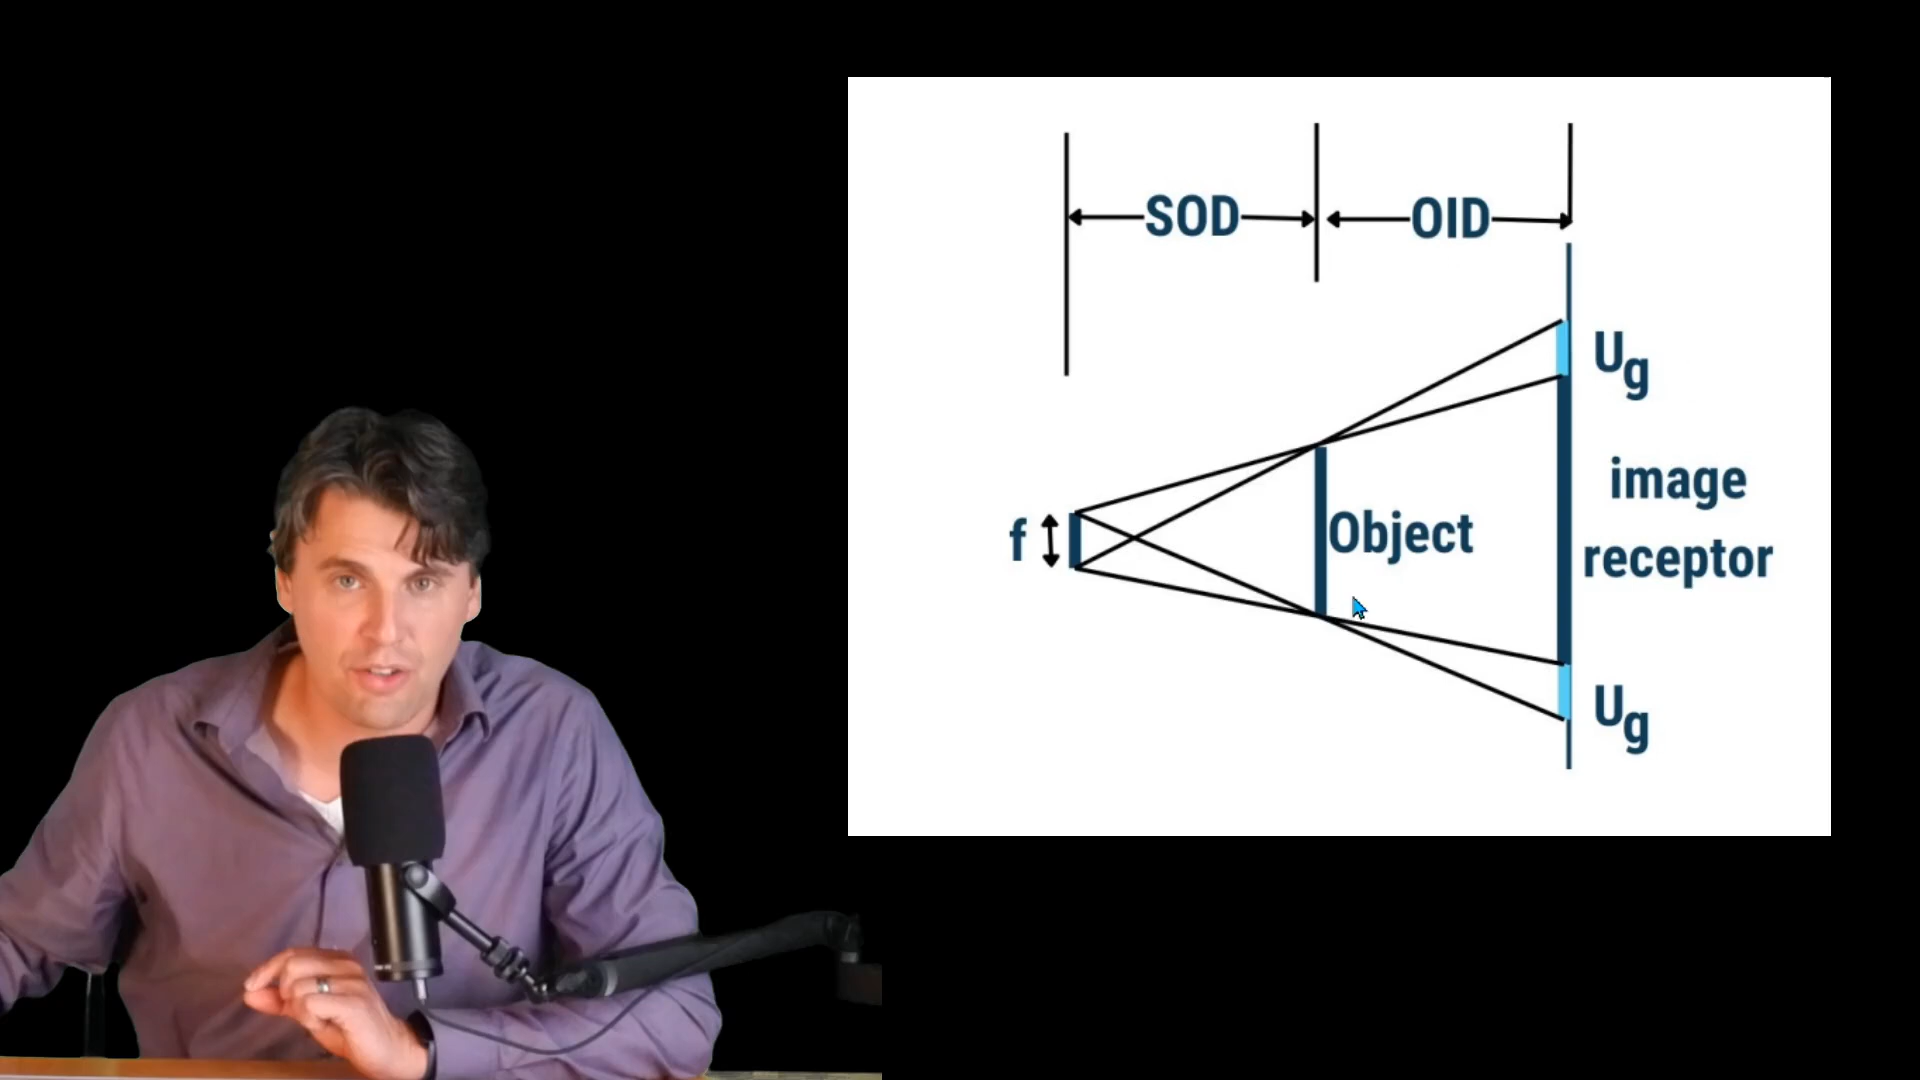 SOD
OID
Ug
f
Object
image
receptor
Ug